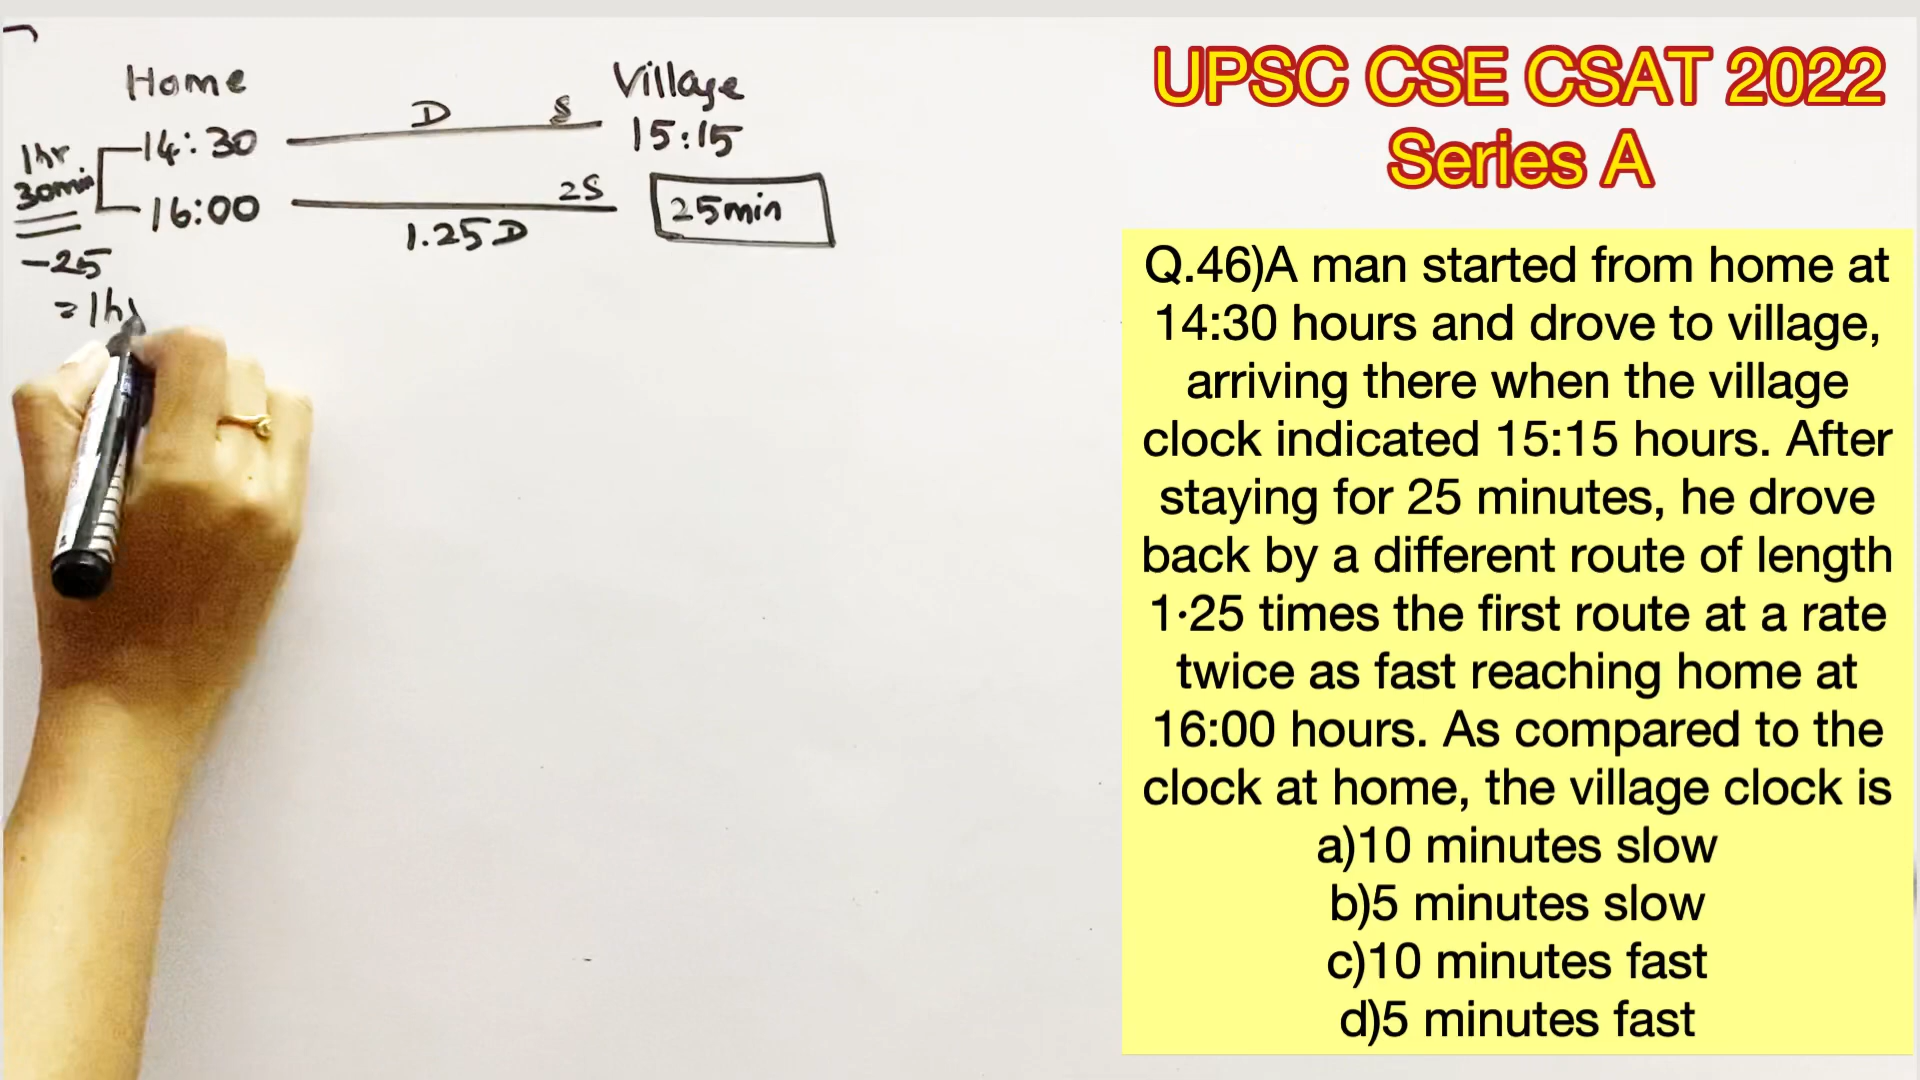 Home
Village
D
S
14:30
15:15
1hr
30min
16:00
2S
25min
1.25D
-25
=1hr
UPSC CSE CSAT 2022
Series A
Q.46)A man started from home at
14:30 hours and drove to village,
arriving there when the village
clock indicated 15:15 hours. After
staying for 25 minutes, he drove
back by a different route of length
1·25 times the first route at a rate
twice as fast reaching home at
16:00 hours. As compared to the
clock at home, the village clock is
a)10 minutes slow
b)5 minutes slow
c)10 minutes fast
d)5 minutes fast